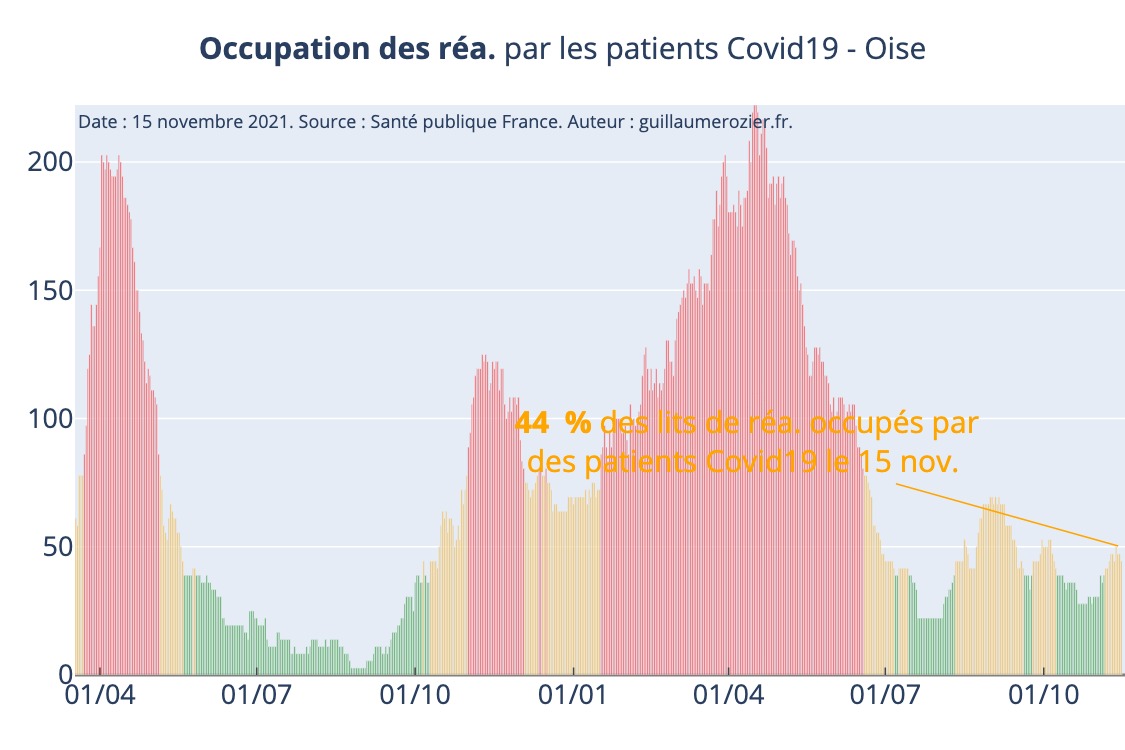 Occupation des réa. par les patients Covid19 - Oise
Date : 15 novembre 2021. Source : Santé publique France. Auteur : guillaumerozier.fr.
200
150
100
44 % des lits de réa. occupés par
des patients Covid19 le 15 nov.
50
0
01/04 01/07 01/10 01/01 01/04 01/07 01/10